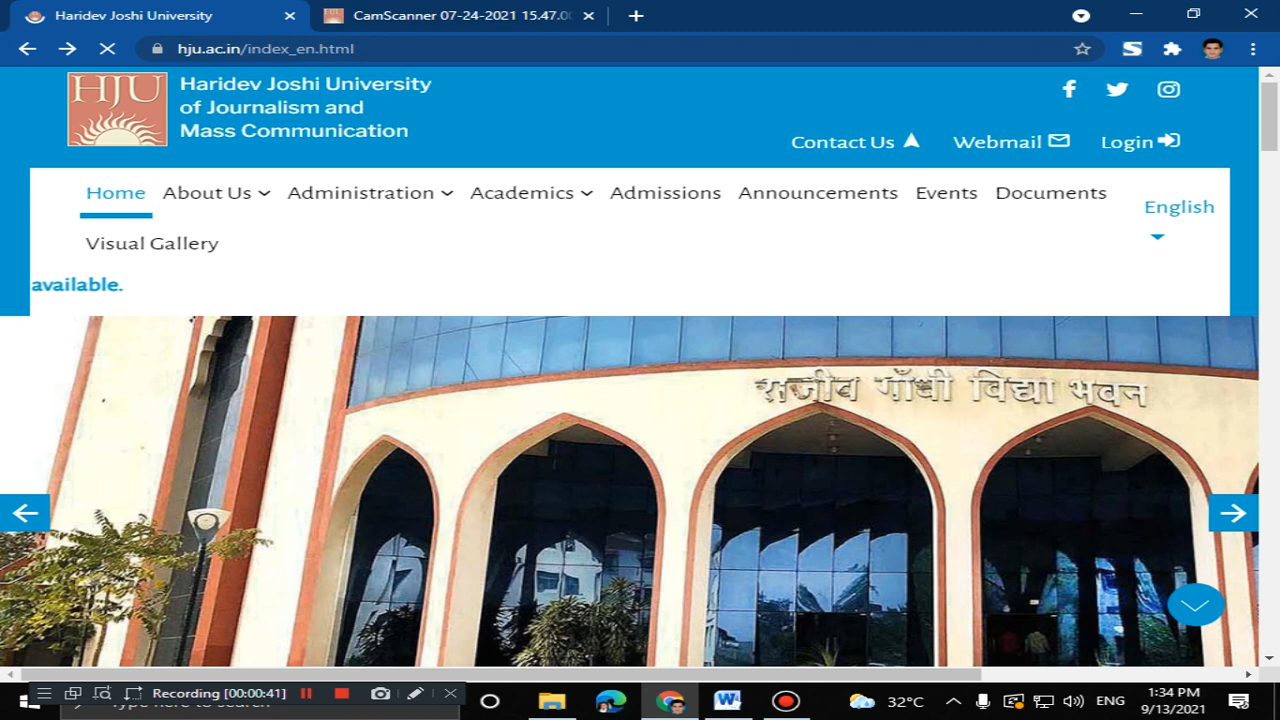 Haridev Joshi University
CamScanner 07-24-2021 15.47.0
hju.ac.in/index_en.html
HJU
Haridev Joshi University
of Journalism and
Mass Communication
Contact Us
Webmail
Login
Home
About Us
Administration
Academics
Admissions
Announcements
Events
Documents
English
Visual Gallery
available.
राजीव गाँधी विद्या भवन
Recording [00:00:41]
Type here to search
32°C
ENG
1:34 PM
9/13/2021